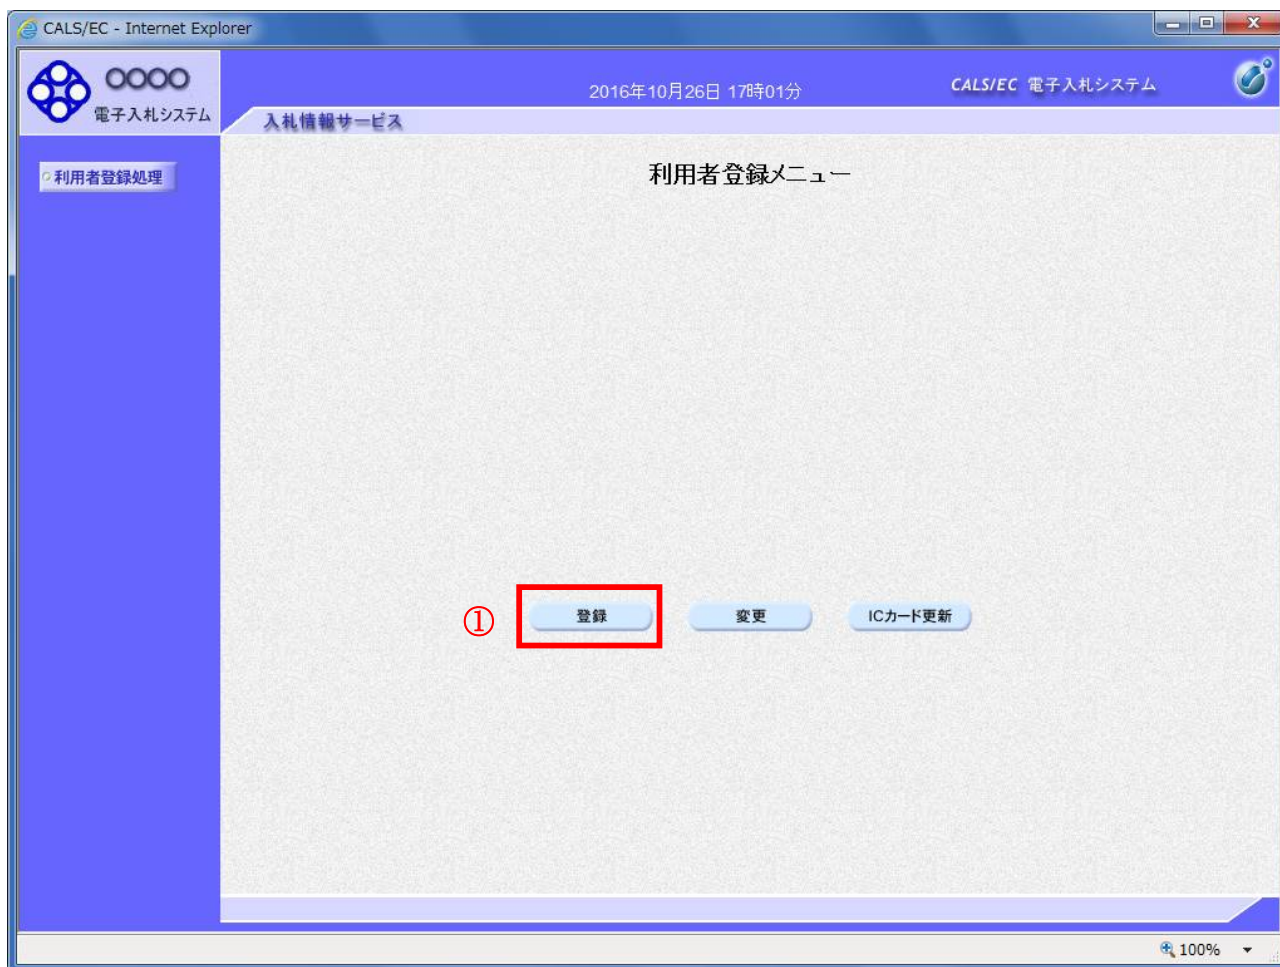 CALS/EC - Internet Explorer
○○○○
電子入札システム
2016年10月26日 17時01分
CALS/EC 電子入札システム
入札情報サービス
利用者登録処理
利用者登録メニュー
① 登録 変更 ICカード更新
100%